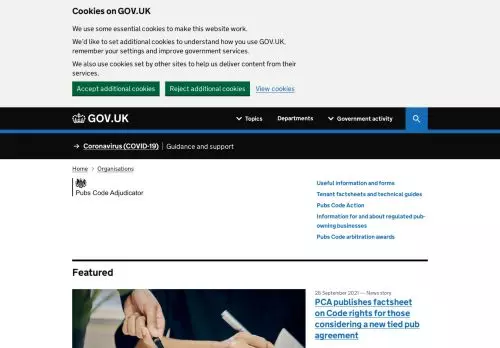 Cookies on GOV.UK
We use some essential cookies to make this website work.
We'd like to set additional cookies to understand how you use GOV.UK,
remember your settings and improve government services.
We also use cookies set by other sites to help us deliver content from their
services.
Accept additional cookies Reject additional cookies View cookies
GOV.UK Topics Departments Government activity
→ Coronavirus (COVID-19) Guidance and support
Home > Organisations
Pubs Code Adjudicator
Useful information and forms
Tenant factsheets and technical guides
Pubs Code Action
Information for and about regulated pub-
owning businesses
Pubs Code arbitration awards
Featured
28 September 2021 — News story
PCA publishes factsheet
on Code rights for those
considering a new tied pub
agreement